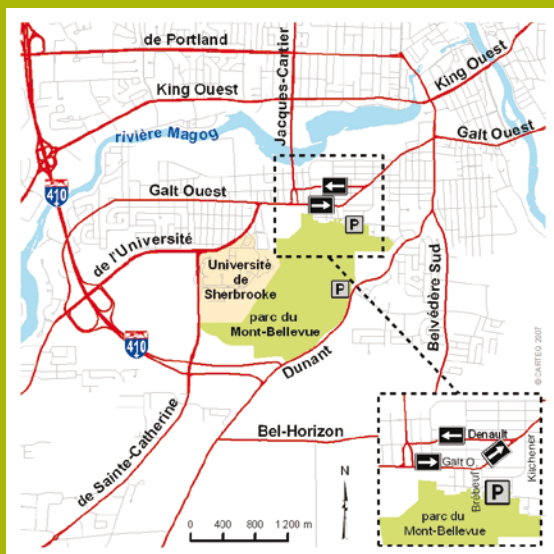 de Portland
King Ouest
King Ouest
Jacques-Cartier
rivière Magog
Galt Ouest
410
Galt Ouest
de l'Université
P
Université
de
Sherbrooke
P
parc du
Mont-Bellevue
Belvédère Sud
410
Dunant
© CARTEQ 2007
Bel-Horizon
de Sainte-Catherine
Denault
Galt O.
Brébeuf
Kitchener
P
parc du
Mont-Bellevue
N
0 400 800 1 200 m